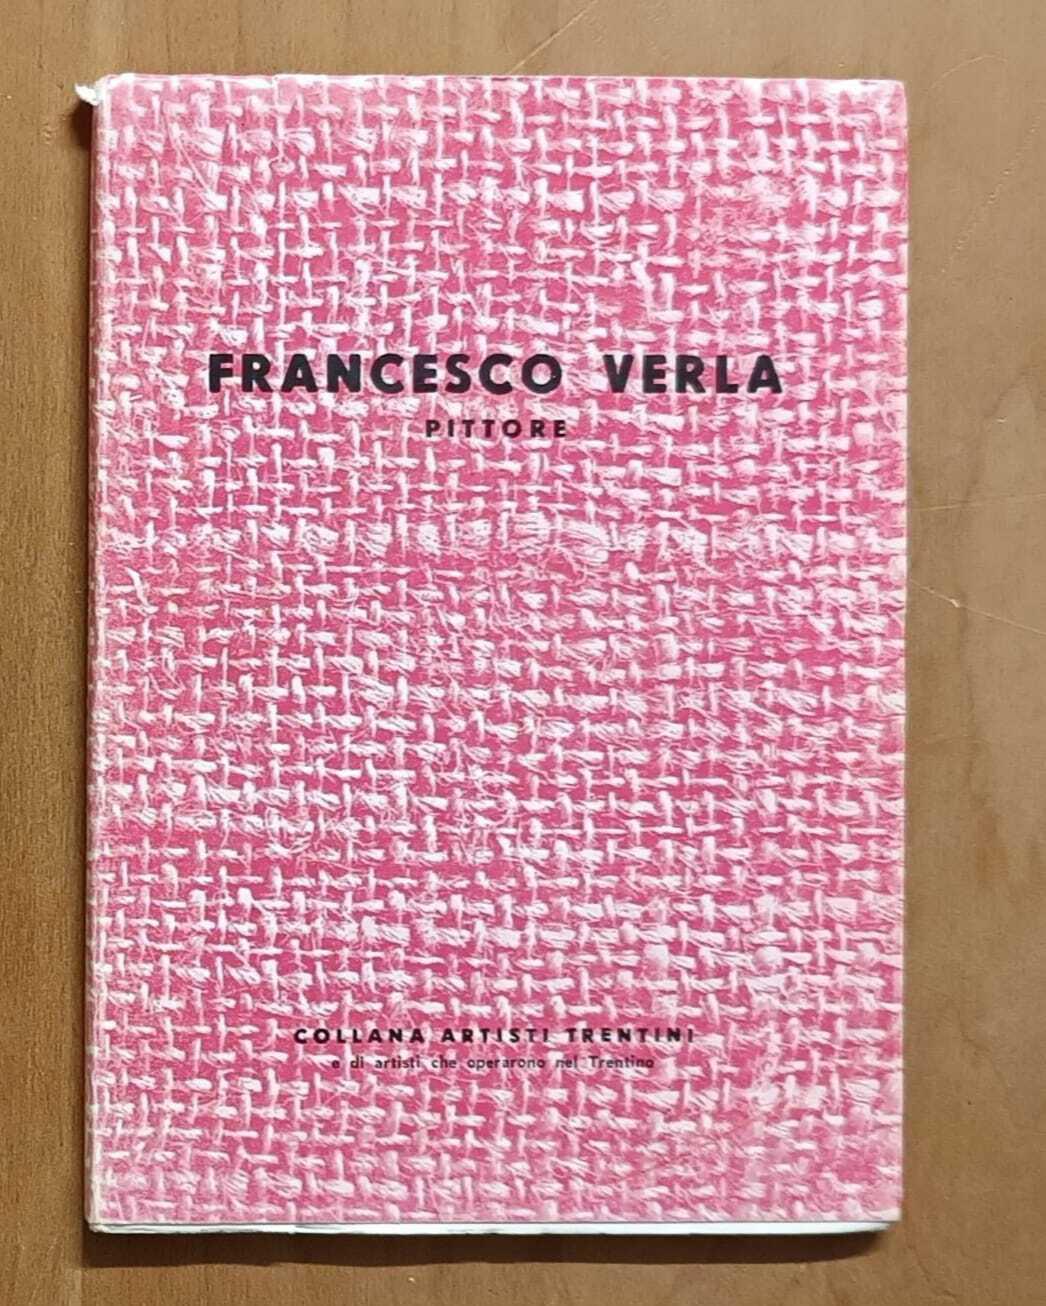 FRANCESCO VERLA
PITTORE
COLLANA ARTISTI TRENTINI
e di artisti che operarono nel Trentino